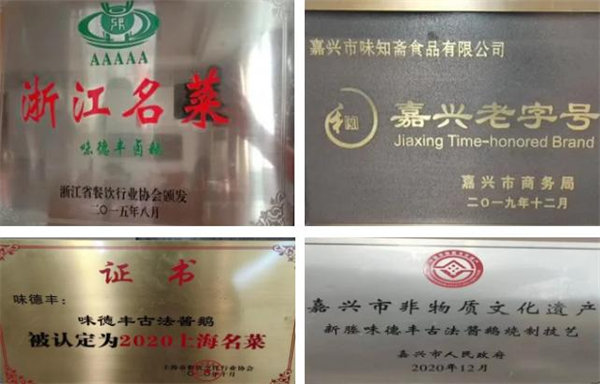 AAAAA
浙江名菜
味德丰卤
浙江省餐饮行业协会颁发
二〇一五年八月
嘉兴市味知斋食品有限公司
嘉兴老字号
Jiaxing Time-honored Brand
嘉兴市商务局
二〇一九年十二月
证书
味德丰:
味德丰古法酱鹅
被认定为2020上海名菜
嘉兴市非物质文化遗产
新塍味德丰古法酱鹅烧制技艺
嘉兴市人民政府
2020年12月